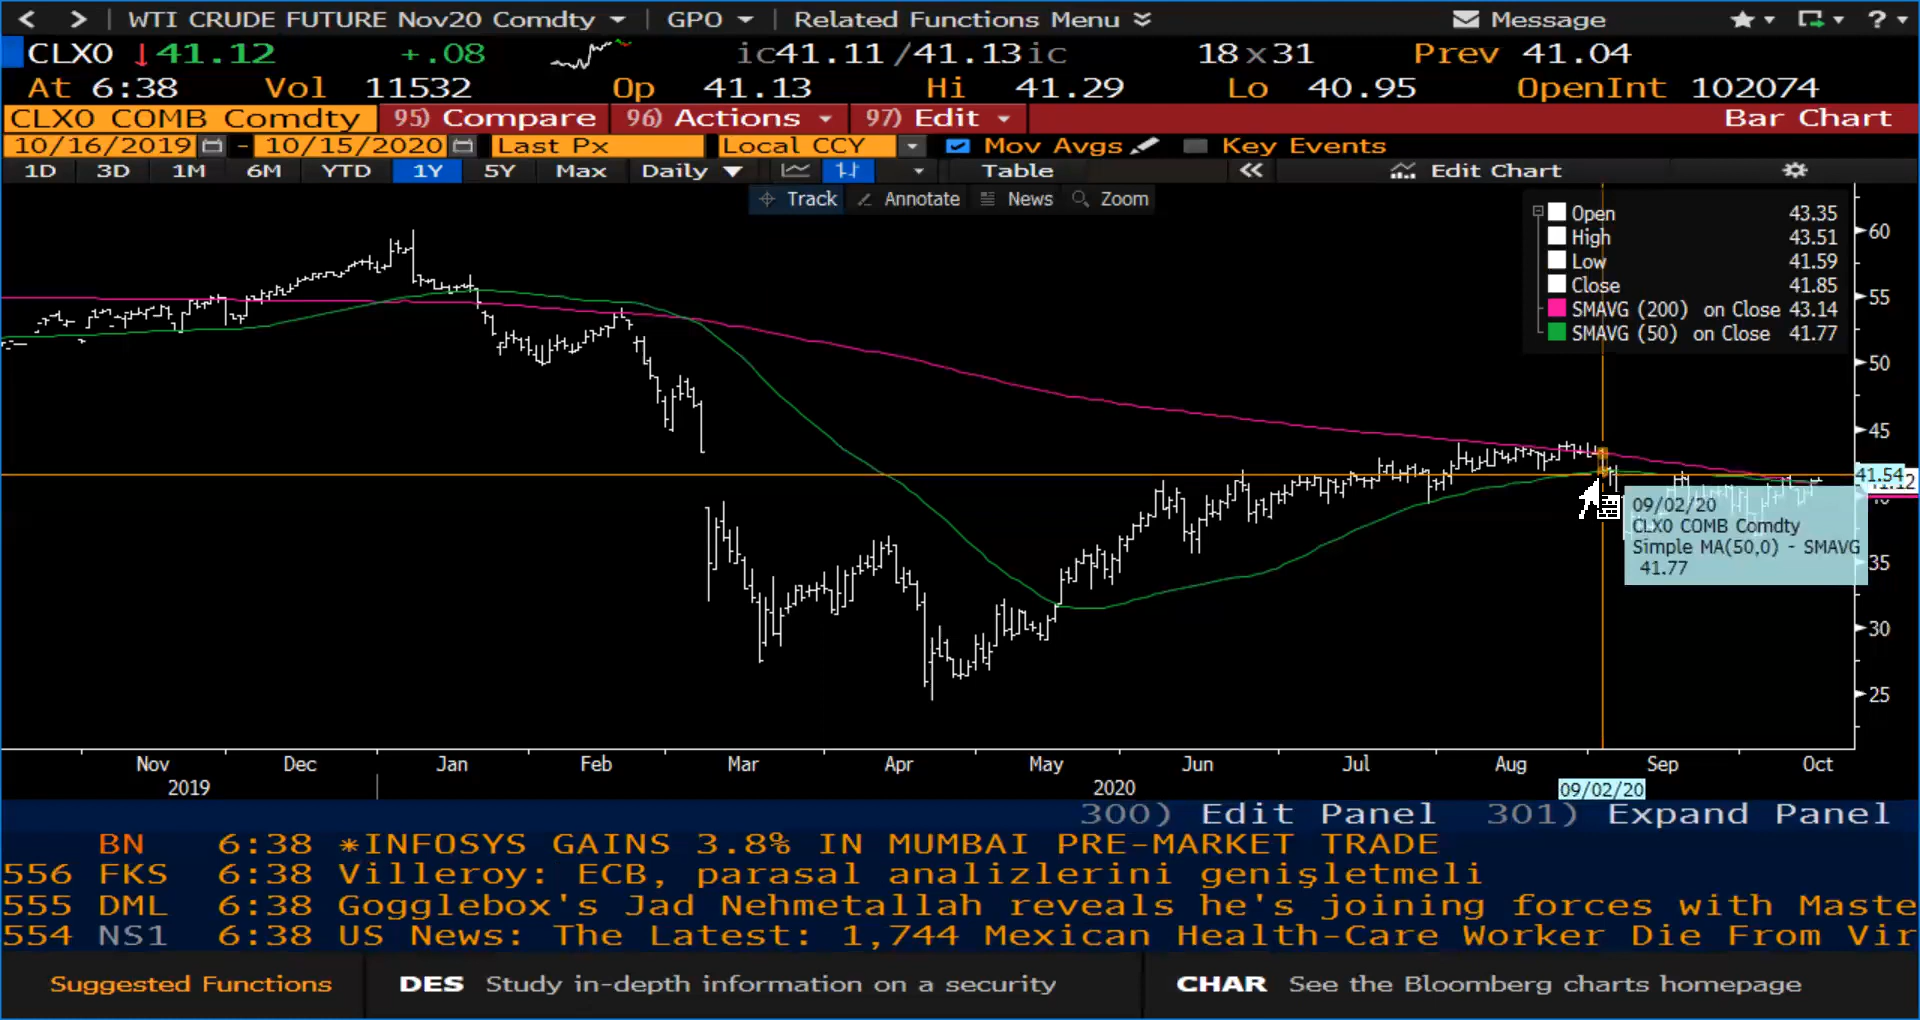 WTI CRUDE FUTURE Nov20 Comdty GPO Related Functions Menu Message ?
CLX0 ↓41.12 +.08 ic41.11/41.13ic 18x31 Prev 41.04
At 6:38 Vol 11532 Op 41.13 Hi 41.29 Lo 40.95 OpenInt 102074
CLX0 COMB Comdty 95) Compare 96) Actions 97) Edit Bar Chart
10/16/2019 - 10/15/2020 Last Px Local CCY Mov Avgs Key Events
1D 3D 1M 6M YTD 1Y 5Y Max Daily Table « Edit Chart
Track Annotate News Zoom
Open 43.35
High 43.51
Low 41.59
Close 41.85
SMAVG (200) on Close 43.14
SMAVG (50) on Close 41.77
60
55
50
45
41.54
35
30
25
09/02/20
CLX0 COMB Comdty
Simple MA(50,0) - SMAVG
41.77
Nov Dec Jan Feb Mar Apr May Jun Jul Aug Sep Oct
2019 2020 09/02/20
300) Edit Panel 301) Expand Panel
BN 6:38 *INFOSYS GAINS 3.8% IN MUMBAI PRE-MARKET TRADE
556 FKS 6:38 Villeroy: ECB, parasal analizlerini genişletmeli
555 DML 6:38 Gogglebox's Jad Nehmetallah reveals he's joining forces with Maste
554 NS1 6:38 US News: The Latest: 1,744 Mexican Health-Care Worker Die From Vir
Suggested Functions DES Study in-depth information on a security CHAR See the Bloomberg charts homepage